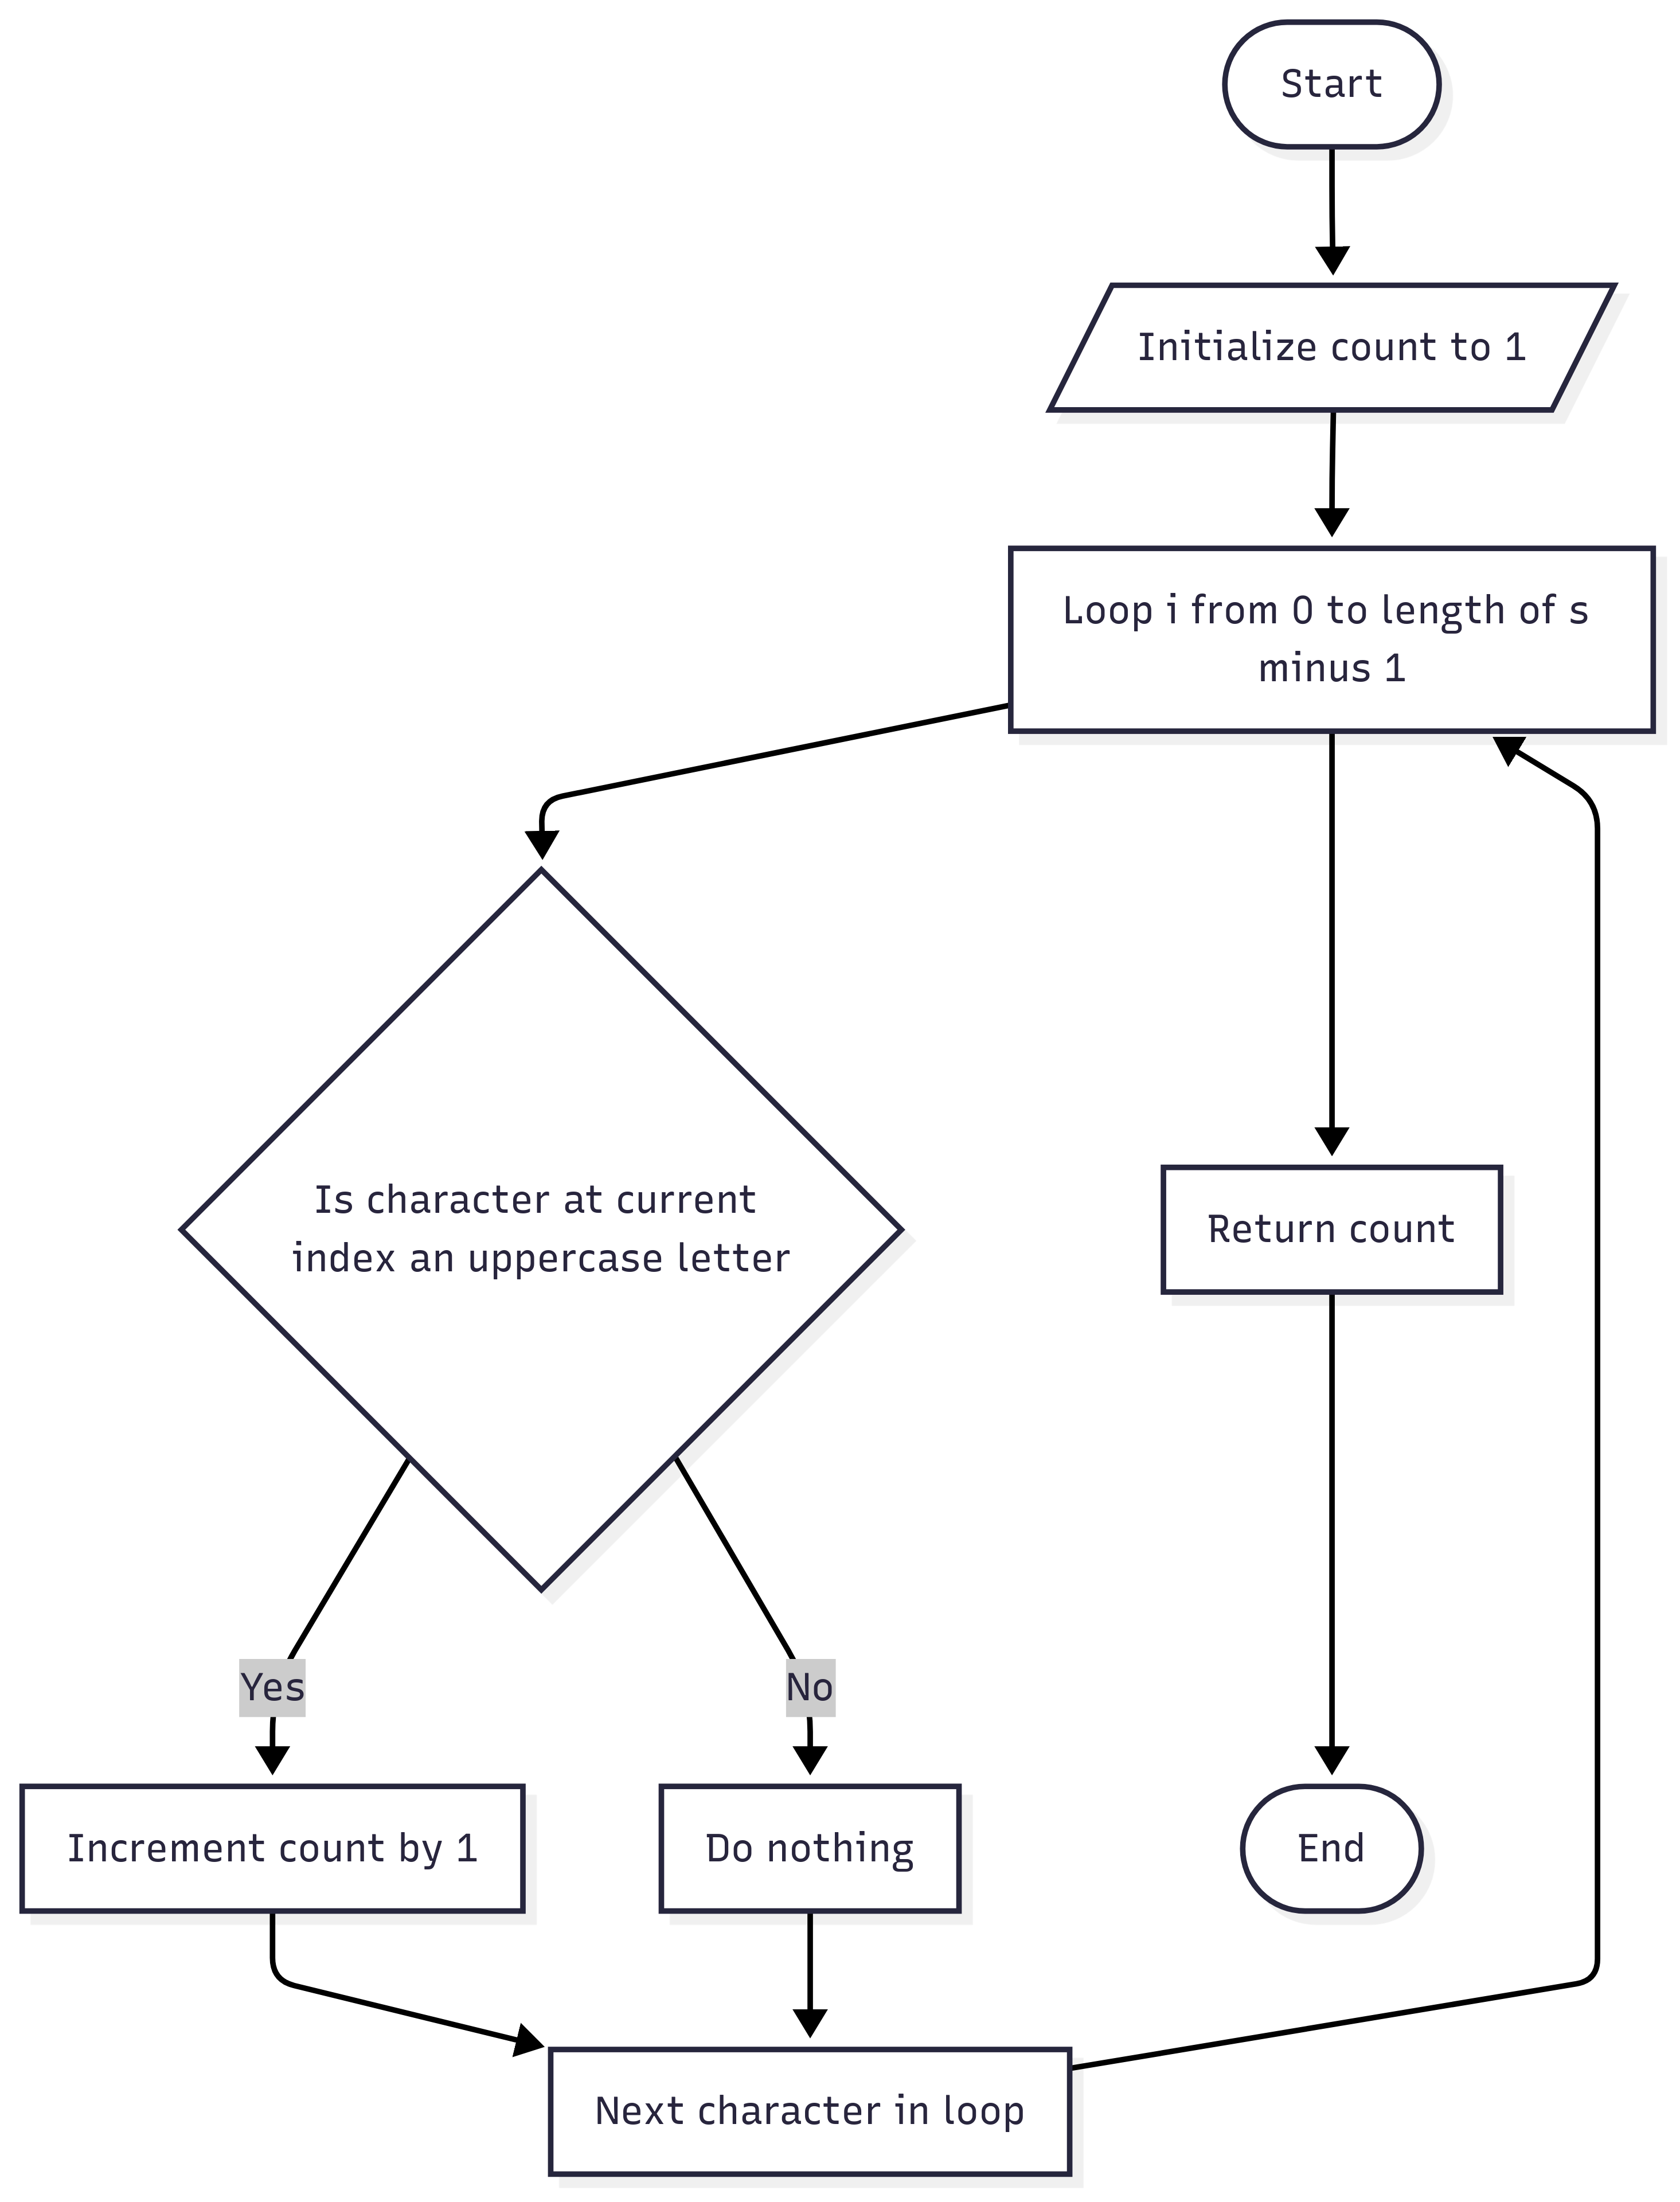 Start
Initialize count to 1
Loop i from 0 to length of s
minus 1
Is character at current
index an uppercase letter
Return count
Yes
No
Increment count by 1
Do nothing
End
Next character in loop